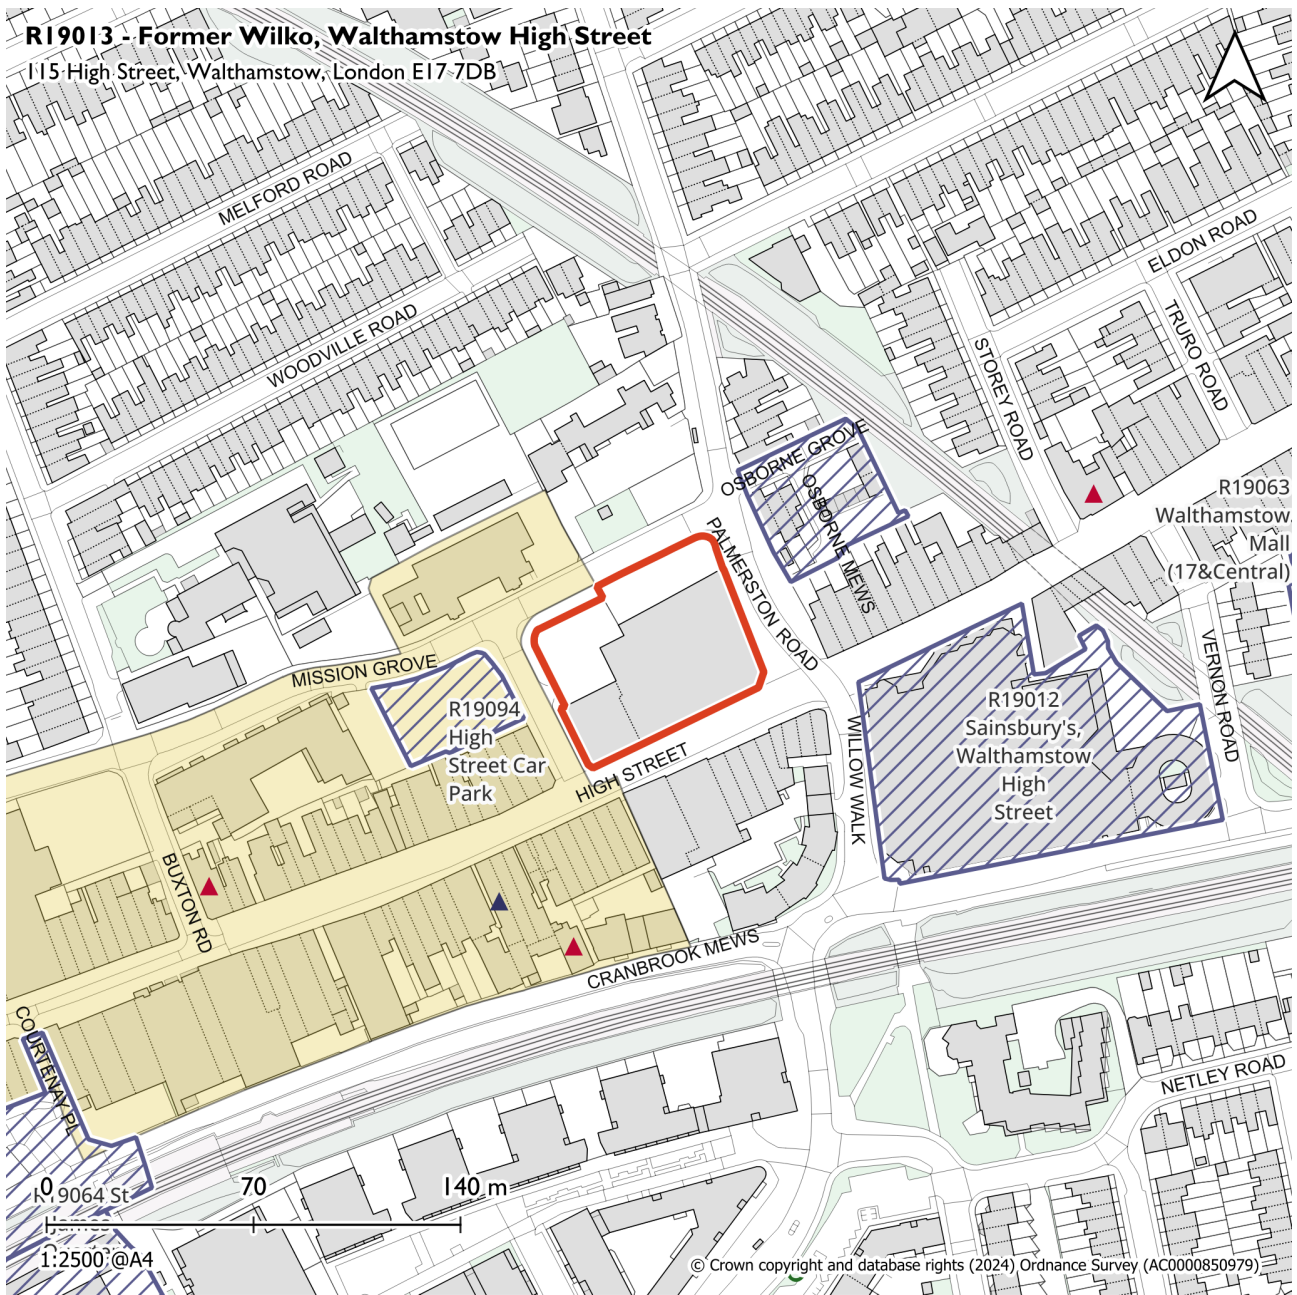 R19013 - Former Wilko, Walthamstow High Street
115 High Street, Walthamstow, London E17 7DB
MELFORD ROAD
WOODVILLE ROAD
ELDON ROAD
TRURO ROAD
STOREY ROAD
OSBORNE GROVE
OSBORNE MEWS
PALMERSTON ROAD
R19063
Walthamstow
Mall
(17&Central)
MISSION GROVE
R19094
High
Street Car
Park
HIGH STREET
WILLOW WALK
R19012
Sainsbury's,
Walthamstow
High
Street
VERNON ROAD
BUXTON RD
CRANBROOK MEWS
COURTENAY PL
NETLEY ROAD
R19064 St
James
0 70 140 m
1:2500 @A4
© Crown copyright and database rights (2024) Ordnance Survey (AC0000850979)